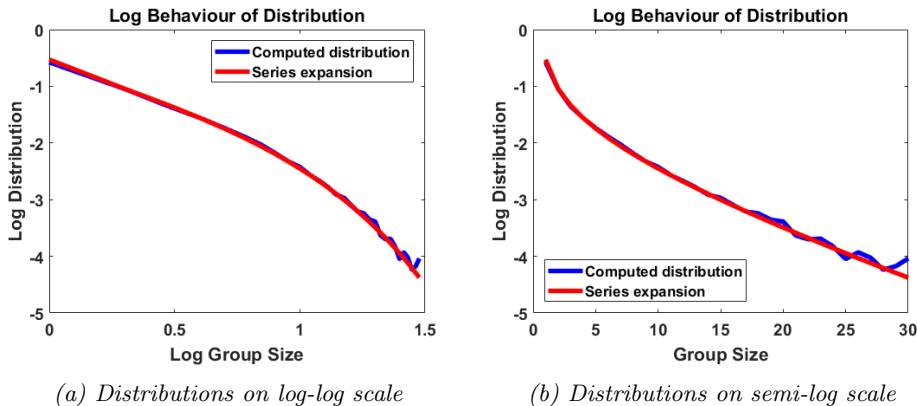 Log Behaviour of Distribution
0
-1
-2
-3
-4
-5
Log Distribution
Computed distribution
Series expansion
0
0.5
1
1.5
Log Group Size
(a) Distributions on log-log scale
Log Behaviour of Distribution
0
-1
-2
-3
-4
-5
Log Distribution
Computed distribution
Series expansion
0
5
10
15
20
25
30
Group Size
(b) Distributions on semi-log scale